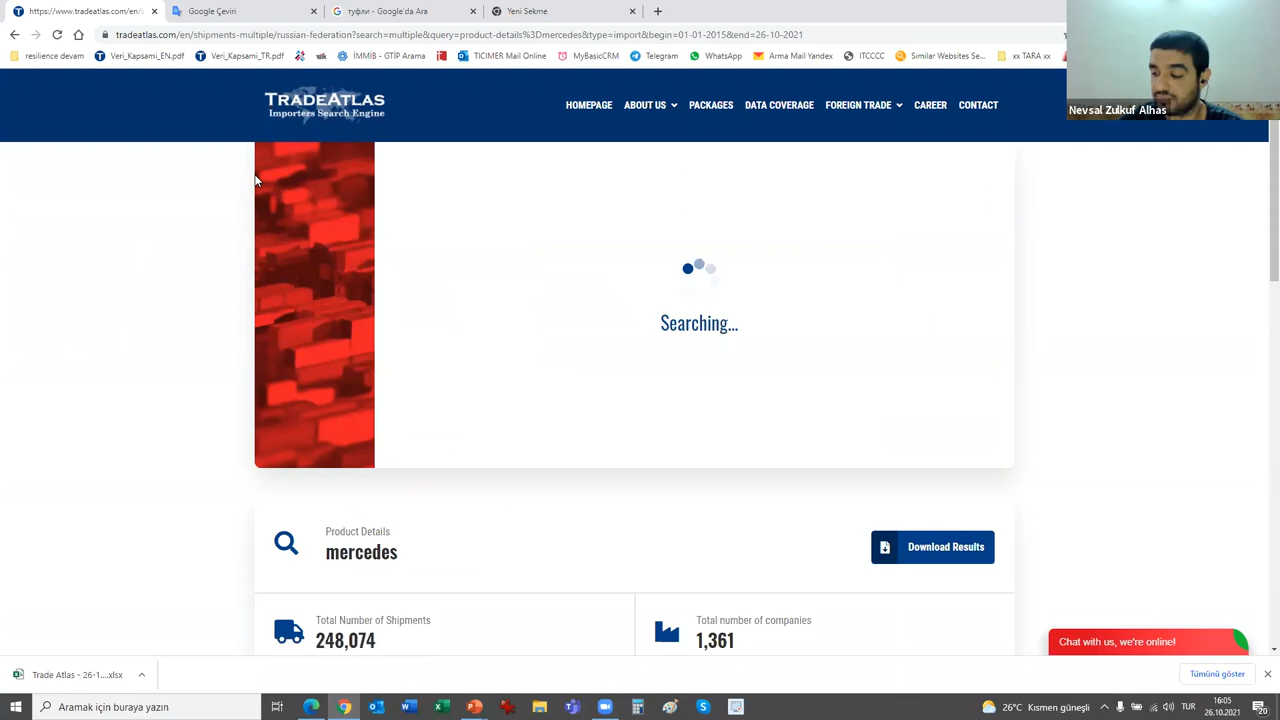 https://www.tradeatlas.com/en/s
Google Çeviri
туфли - Google'da Ara
Yeni Sekme
tradeatlas.com/en/shipments-multiple/russian-federation?search=multiple&query=product-details%3Dmercedes&type=import&begin=01-01-2015&end=26-10-2021
resilience devam
Veri_Kapsami_EN.pdf
Veri_Kapsami_TR.pdf
İMMİB - GTİP Arama
TICIMER Mail Online
MyBasicCRM
Telegram
WhatsApp
Arma Mail Yandex
ITCCCC
Similar Websites Se...
xx TARA xx
Nevsal Zulkuf Alhas
TRADEATLAS
Importers Search Engine
HOMEPAGE
ABOUT US
PACKAGES
DATA COVERAGE
FOREIGN TRADE
CAREER
CONTACT
Searching...
Product Details
mercedes
Download Results
Total Number of Shipments
248,074
Total number of companies
1,361
Chat with us, we're online!
Trade Atlas - 26-1....xlsx
Tümünü göster
Aramak için buraya yazın
26°C Kısmen güneşli
TUR
16:05
26.10.2021
20